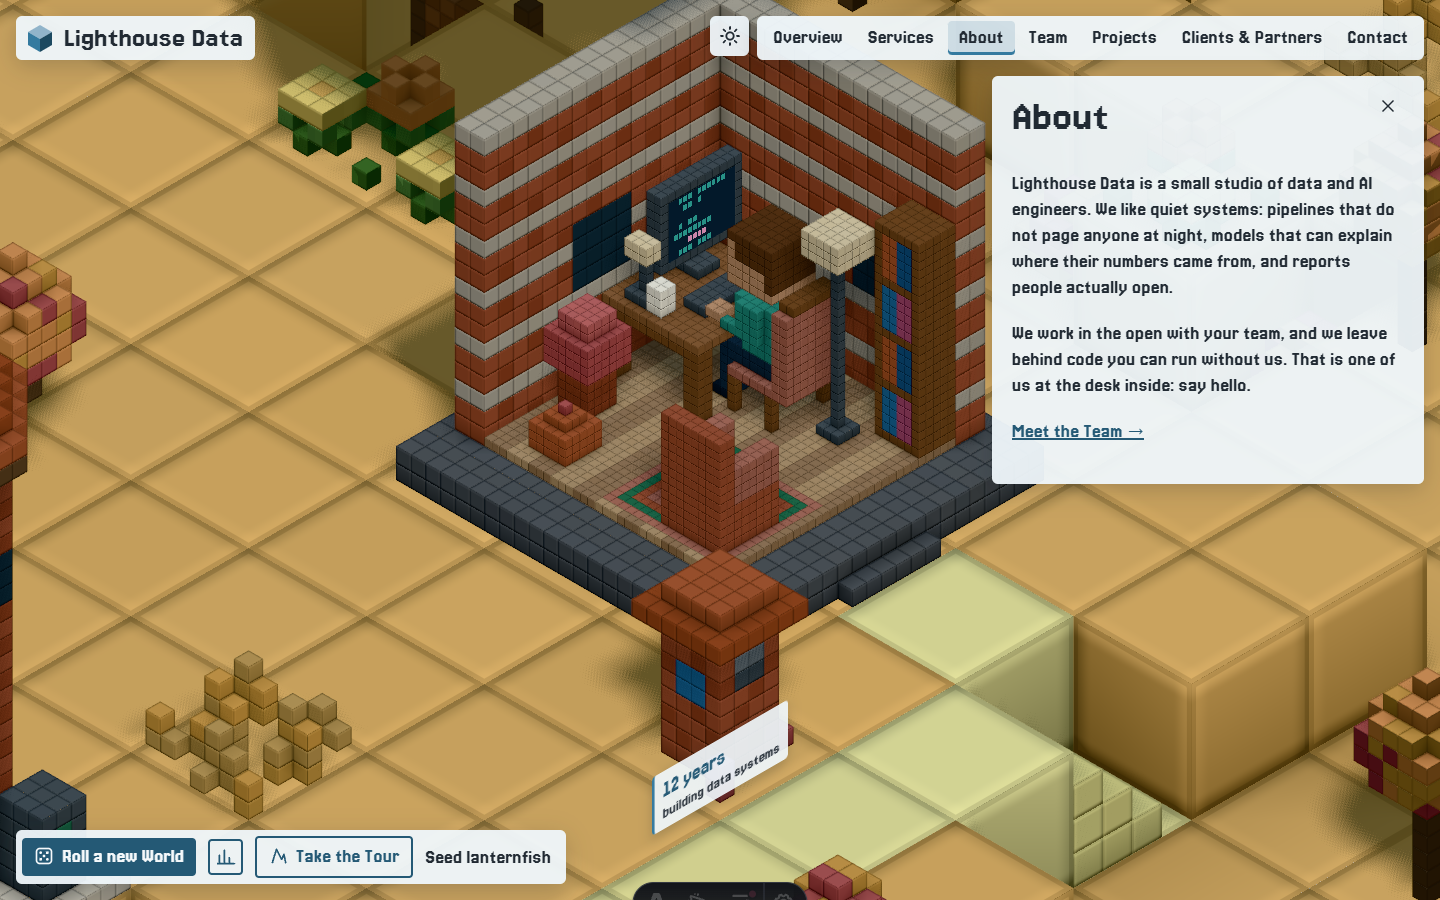 Lighthouse Data
Overview
Services
About
Team
Projects
Clients & Partners
Contact
About
Lighthouse Data is a small studio of data and AI
engineers. We like quiet systems: pipelines that do
not page anyone at night, models that can explain
where their numbers came from, and reports
people actually open.
We work in the open with your team, and we leave
behind code you can run without us. That is one of
us at the desk inside: say hello.
Meet the Team →
12 years
building data systems
Roll a new World
Take the Tour
Seed lanternfish